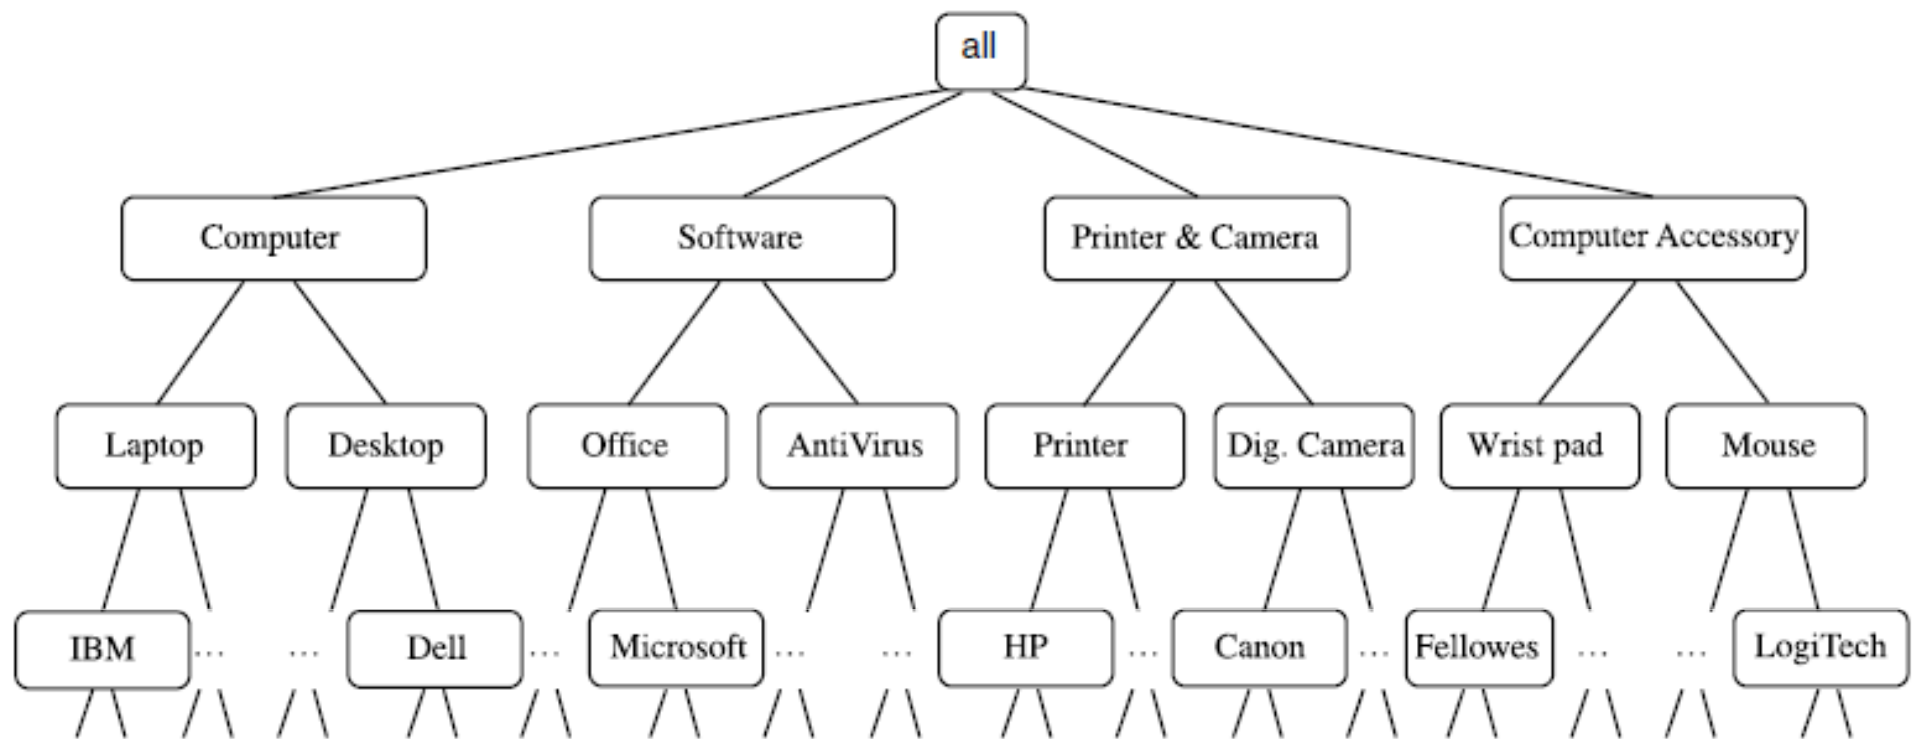 all
Computer
Software
Printer & Camera
Computer Accessory
Laptop
Desktop
Office
AntiVirus
Printer
Dig. Camera
Wrist pad
Mouse
IBM
...
...
Dell
...
Microsoft
...
...
HP
...
Canon
...
Fellowes
...
...
LogiTech